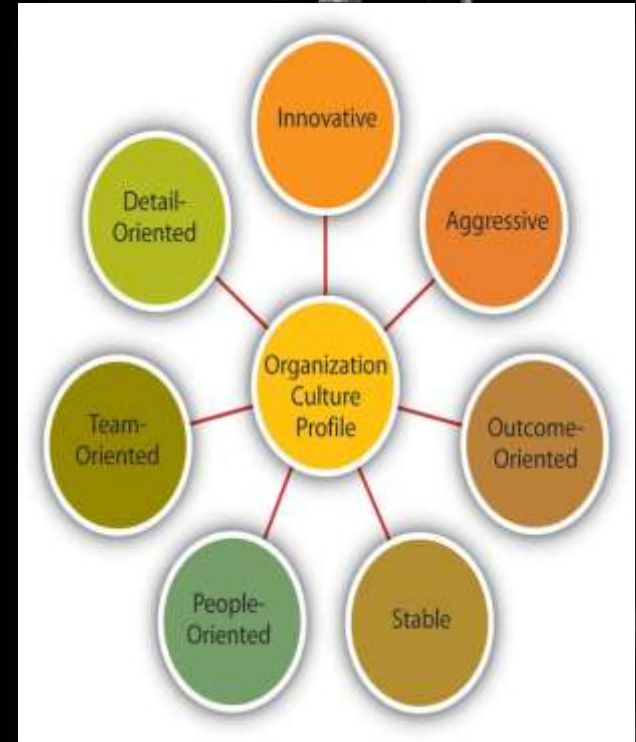 Innovative
Aggressive
Outcome-
Oriented
Stable
People-
Oriented
Team-
Oriented
Detail-
Oriented
Organization
Culture
Profile